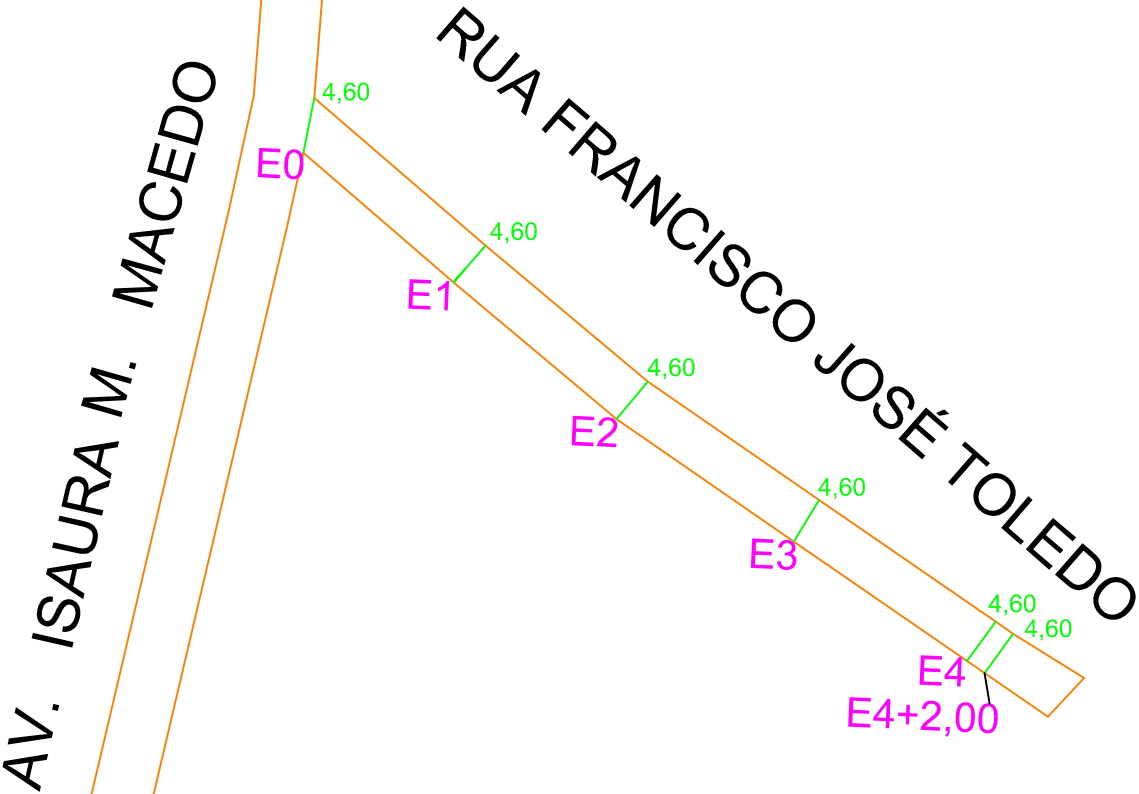 RUA FRANCISCO JOSÉ TOLEDO
AV. ISAURA M. MACEDO
4,60
E0
4,60
E1
4,60
E2
4,60
E3
4,60
4,60
E4
E4+2,00